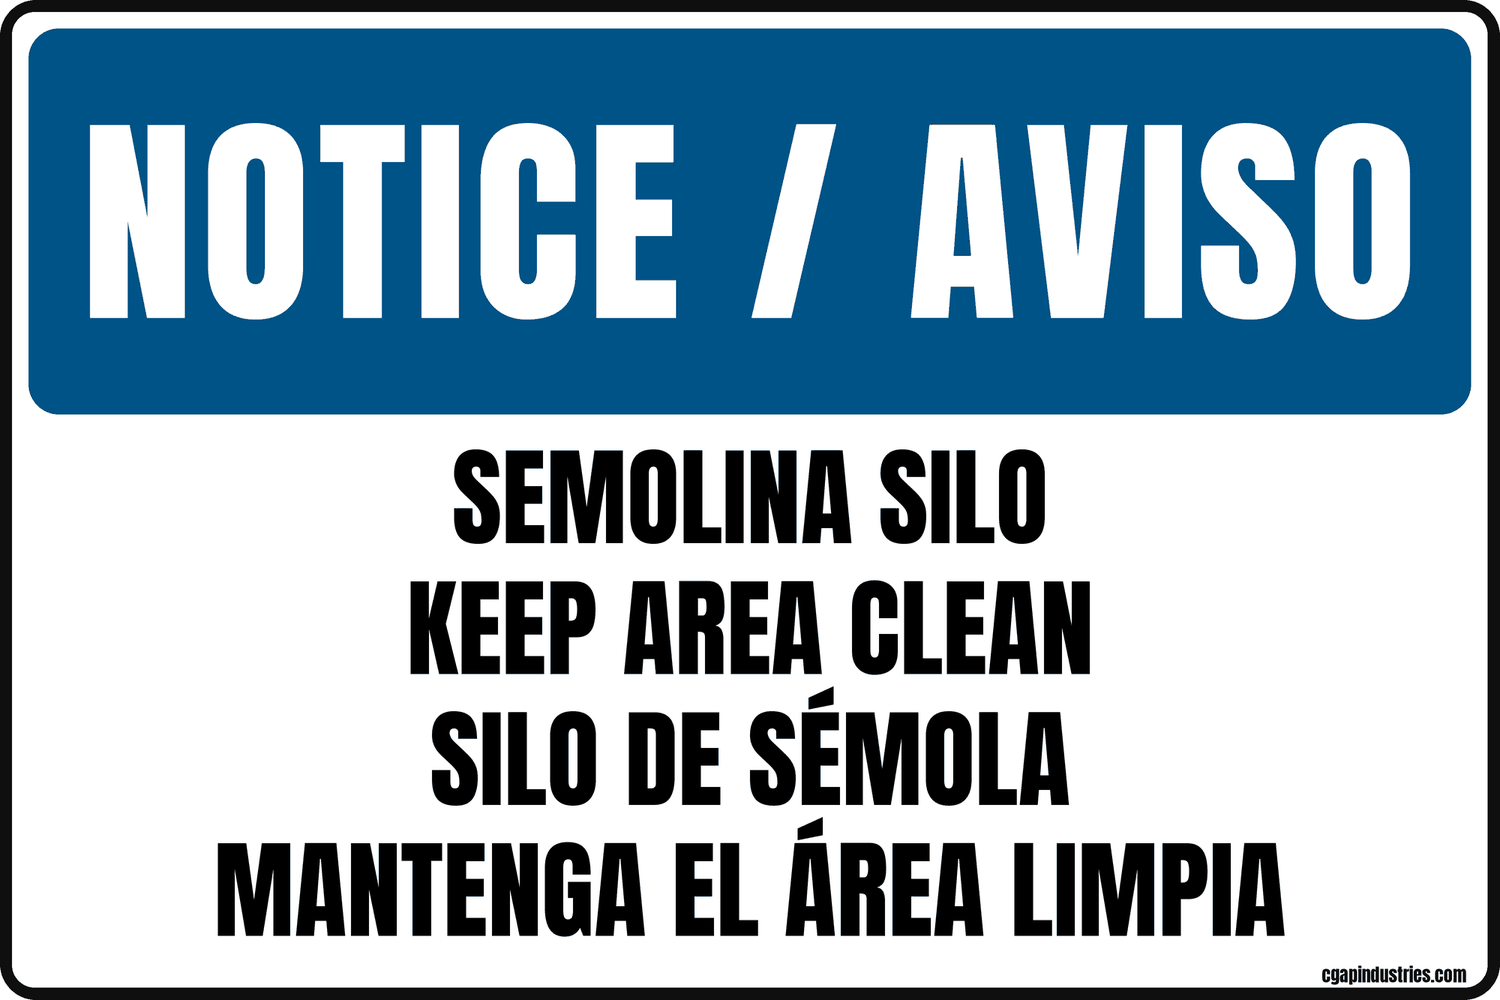 NOTICE / AVISO
SEMOLINA SILO
KEEP AREA CLEAN
SILO DE SÉMOLA
MANTENGA EL ÁREA LIMPIA
cgapindustries.com